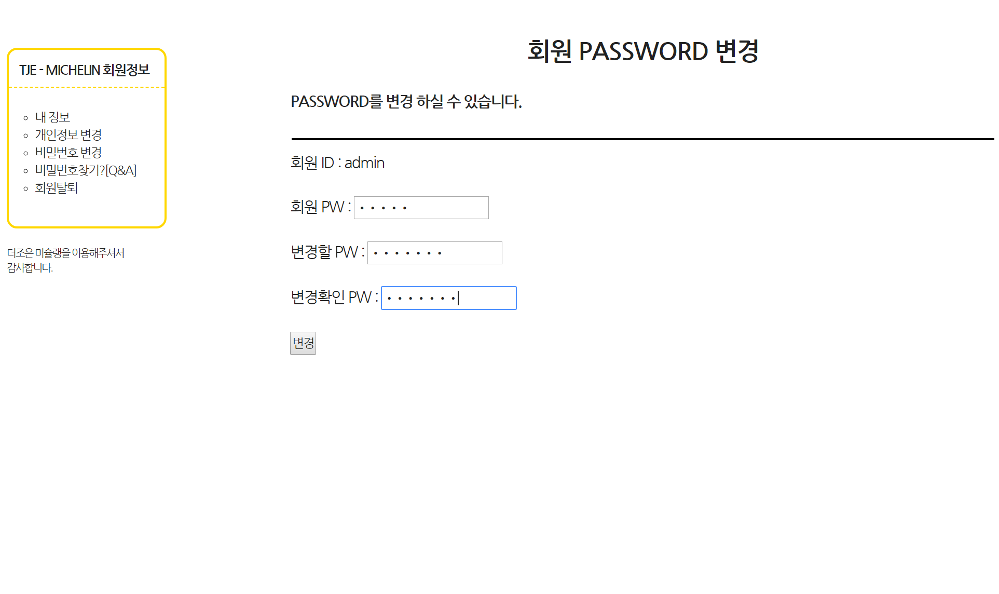 TJE - MICHELIN 회원정보
내 정보
개인정보 변경
비밀번호 변경
비밀번호찾기?[Q&A]
회원탈퇴
더조은 미슐랭을 이용해주셔서
감사합니다.
회원 PASSWORD 변경
PASSWORD를 변경 하실 수 있습니다.
회원 ID : admin
회원 PW : •••••
변경할 PW : •••••••
변경확인 PW : •••••••
변경